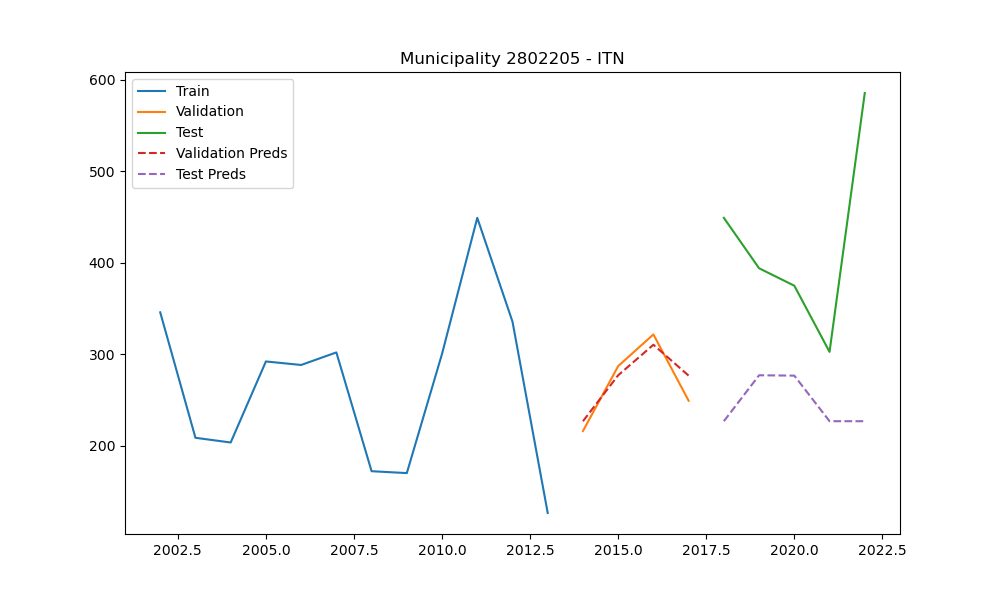 Municipality 2802205 - ITN
600
500
400
300
200
Train
Validation
Test
Validation Preds
Test Preds
2002.5 2005.0 2007.5 2010.0 2012.5 2015.0 2017.5 2020.0 2022.5